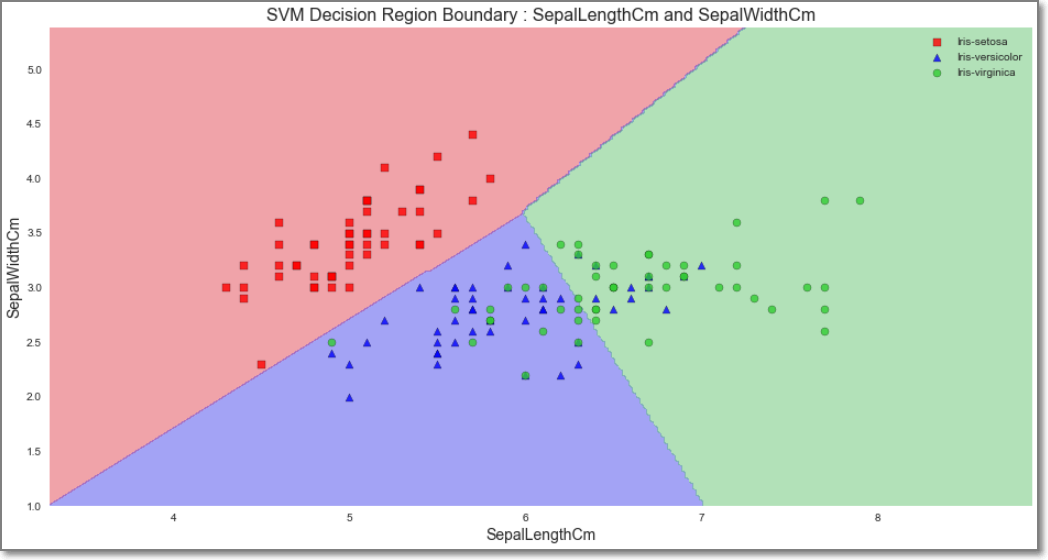 SVM Decision Region Boundary : SepalLengthCm and SepalWidthCm
Iris-setosa
Iris-versicolor
Iris-virginica
5.0
4.5
4.0
3.5
3.0
2.5
2.0
1.5
1.0
SepalWidthCm
4 5 6 7 8
SepalLengthCm